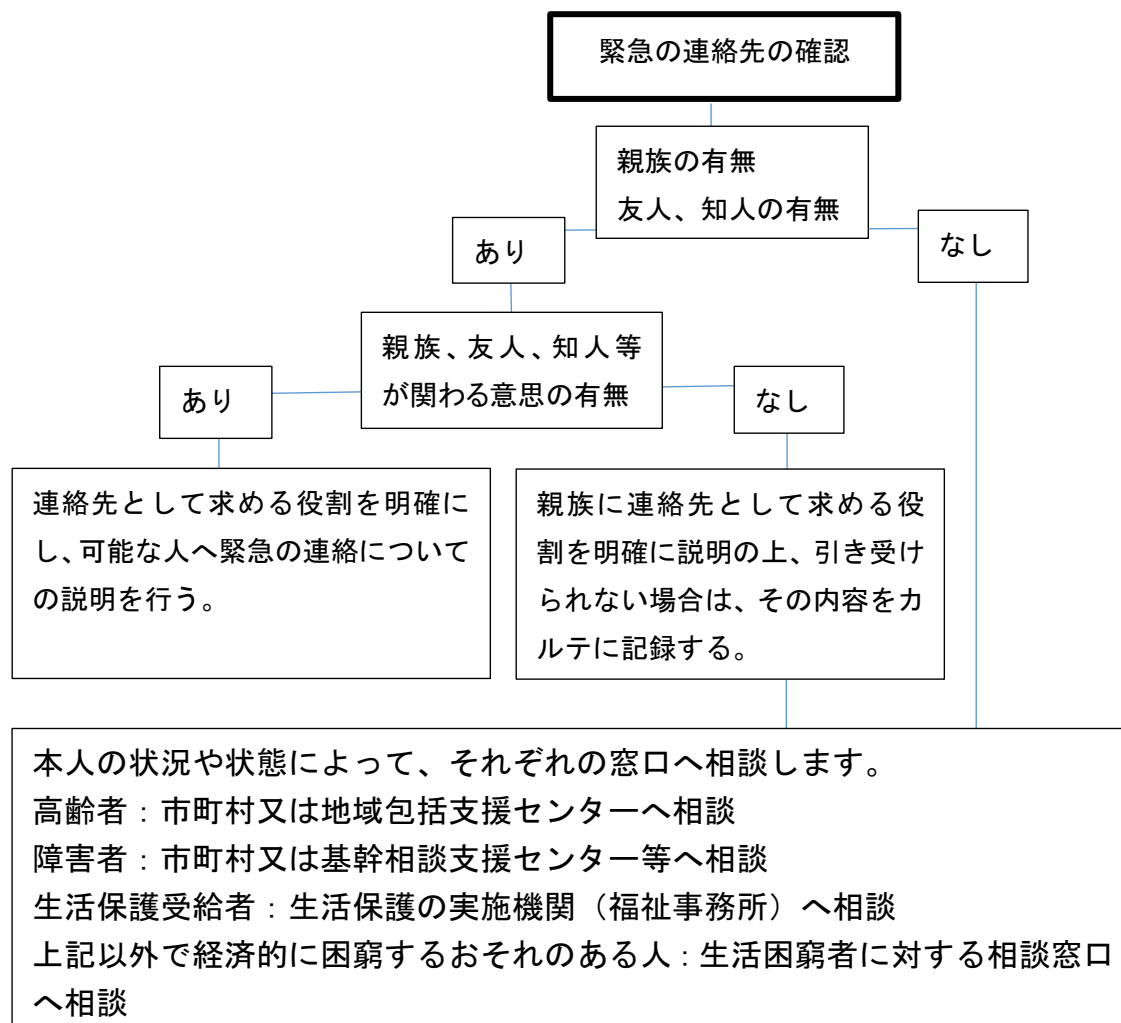 緊急の連絡先の確認
親族の有無
友人、知人の有無
あり
なし
親族、友人、知人等
が関わる意思の有無
あり
なし
連絡先として求める役割を明確に
し、可能な人へ緊急の連絡について
の説明を行う。
親族に連絡先として求める役
割を明確に説明の上、引き受け
られない場合は、その内容をカ
ルテに記録する。
本人の状況や状態によって、それぞれの窓口へ相談します。
高齢者：市町村又は地域包括支援センターへ相談
障害者：市町村又は基幹相談支援センター等へ相談
生活保護受給者：生活保護の実施機関（福祉事務所）へ相談
上記以外で経済的に困窮するおそれのある人：生活困窮者に対する相談窓口
へ相談